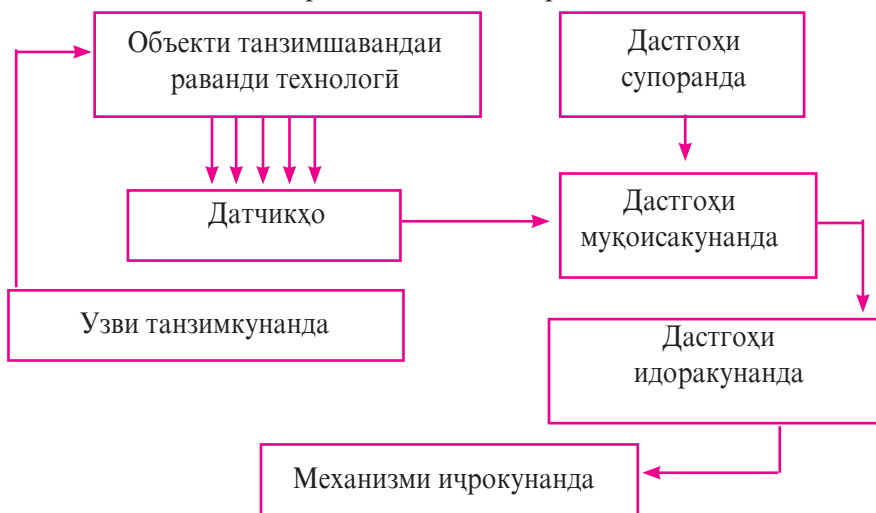 Объекти танзимшавандаи
раванди технологӣ
Дастгоҳи
супоранда
Датчикҳо
Дастгоҳи
муқоисакунанда
Узви танзимкунанда
Дастгоҳи
идоракунанда
Механизми иҷрокунанда